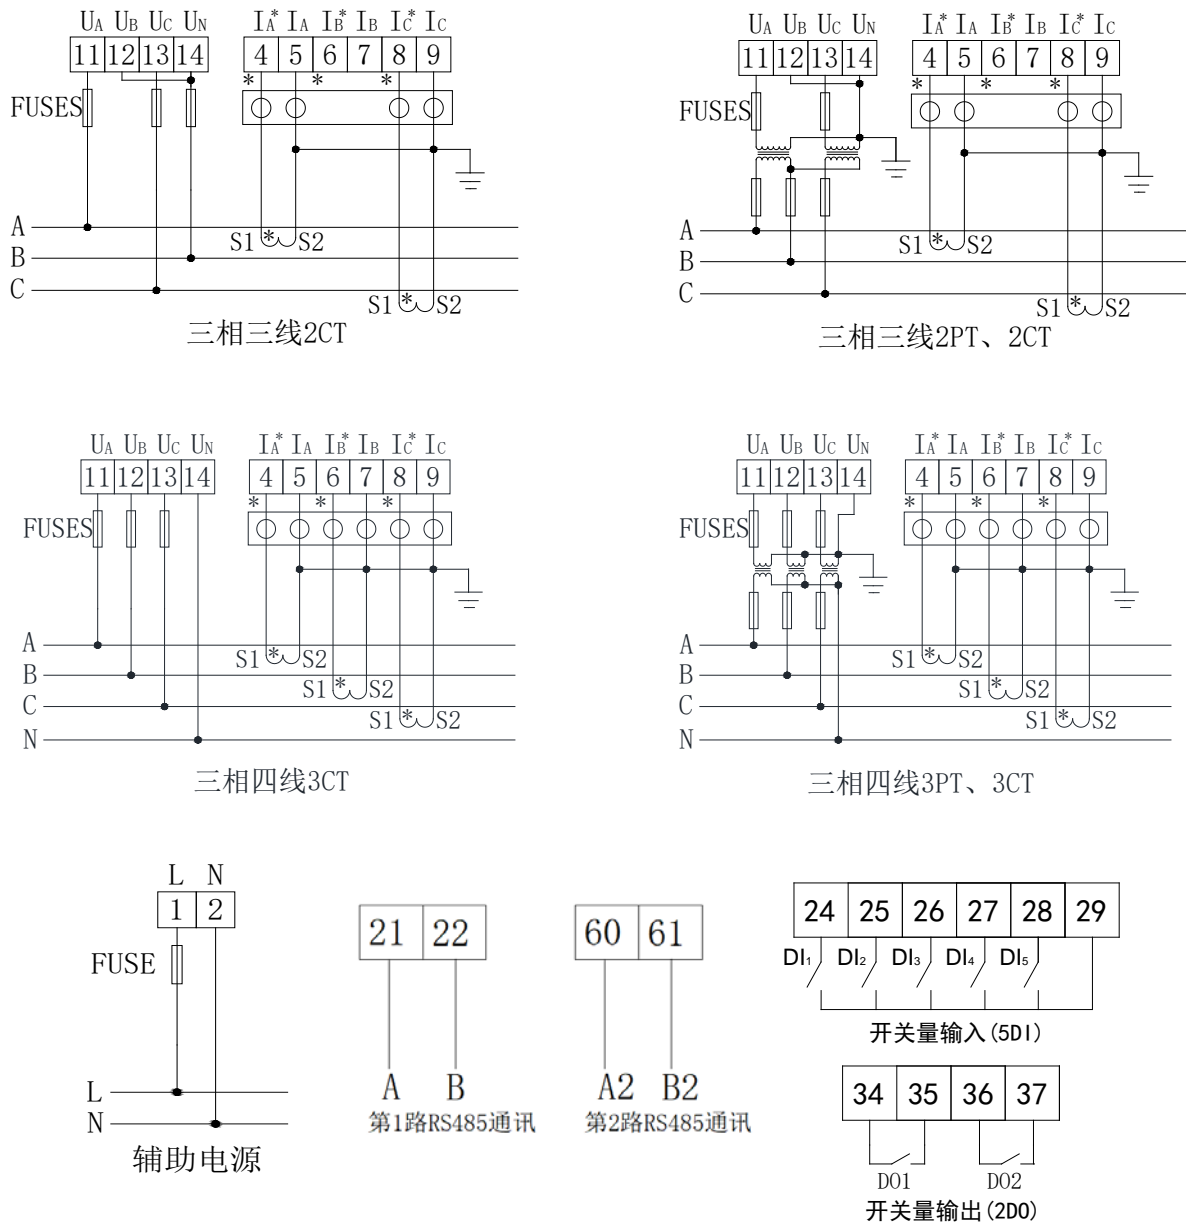 UA UB UC UN IA* IA IB* IB IC* IC
11 12 13 14 4 5 6 7 8 9
* * *
FUSES
A
S1 * S2
B
C
S1 * S2
三相三线2CT
UA UB UC UN IA* IA IB* IB IC* IC
11 12 13 14 4 5 6 7 8 9
* * *
FUSES
A
S1 * S2
B
C
S1 * S2
三相三线2PT、2CT
UA UB UC UN IA* IA IB* IB IC* IC
11 12 13 14 4 5 6 7 8 9
* * *
FUSES
A
S1 * S2
B
S1 * S2
C
S1 * S2
N
三相四线3CT
UA UB UC UN IA* IA IB* IB IC* IC
11 12 13 14 4 5 6 7 8 9
* * *
FUSES
A
S1 * S2
B
S1 * S2
C
S1 * S2
N
三相四线3PT、3CT
L N
1 2
FUSE
L
N
辅助电源
21 22
A B
第1路RS485通讯
60 61
A2 B2
第2路RS485通讯
24 25 26 27 28 29
DI1 DI2 DI3 DI4 DI5
开关量输入(5DI)
34 35 36 37
DO1 DO2
开关量输出(2DO)